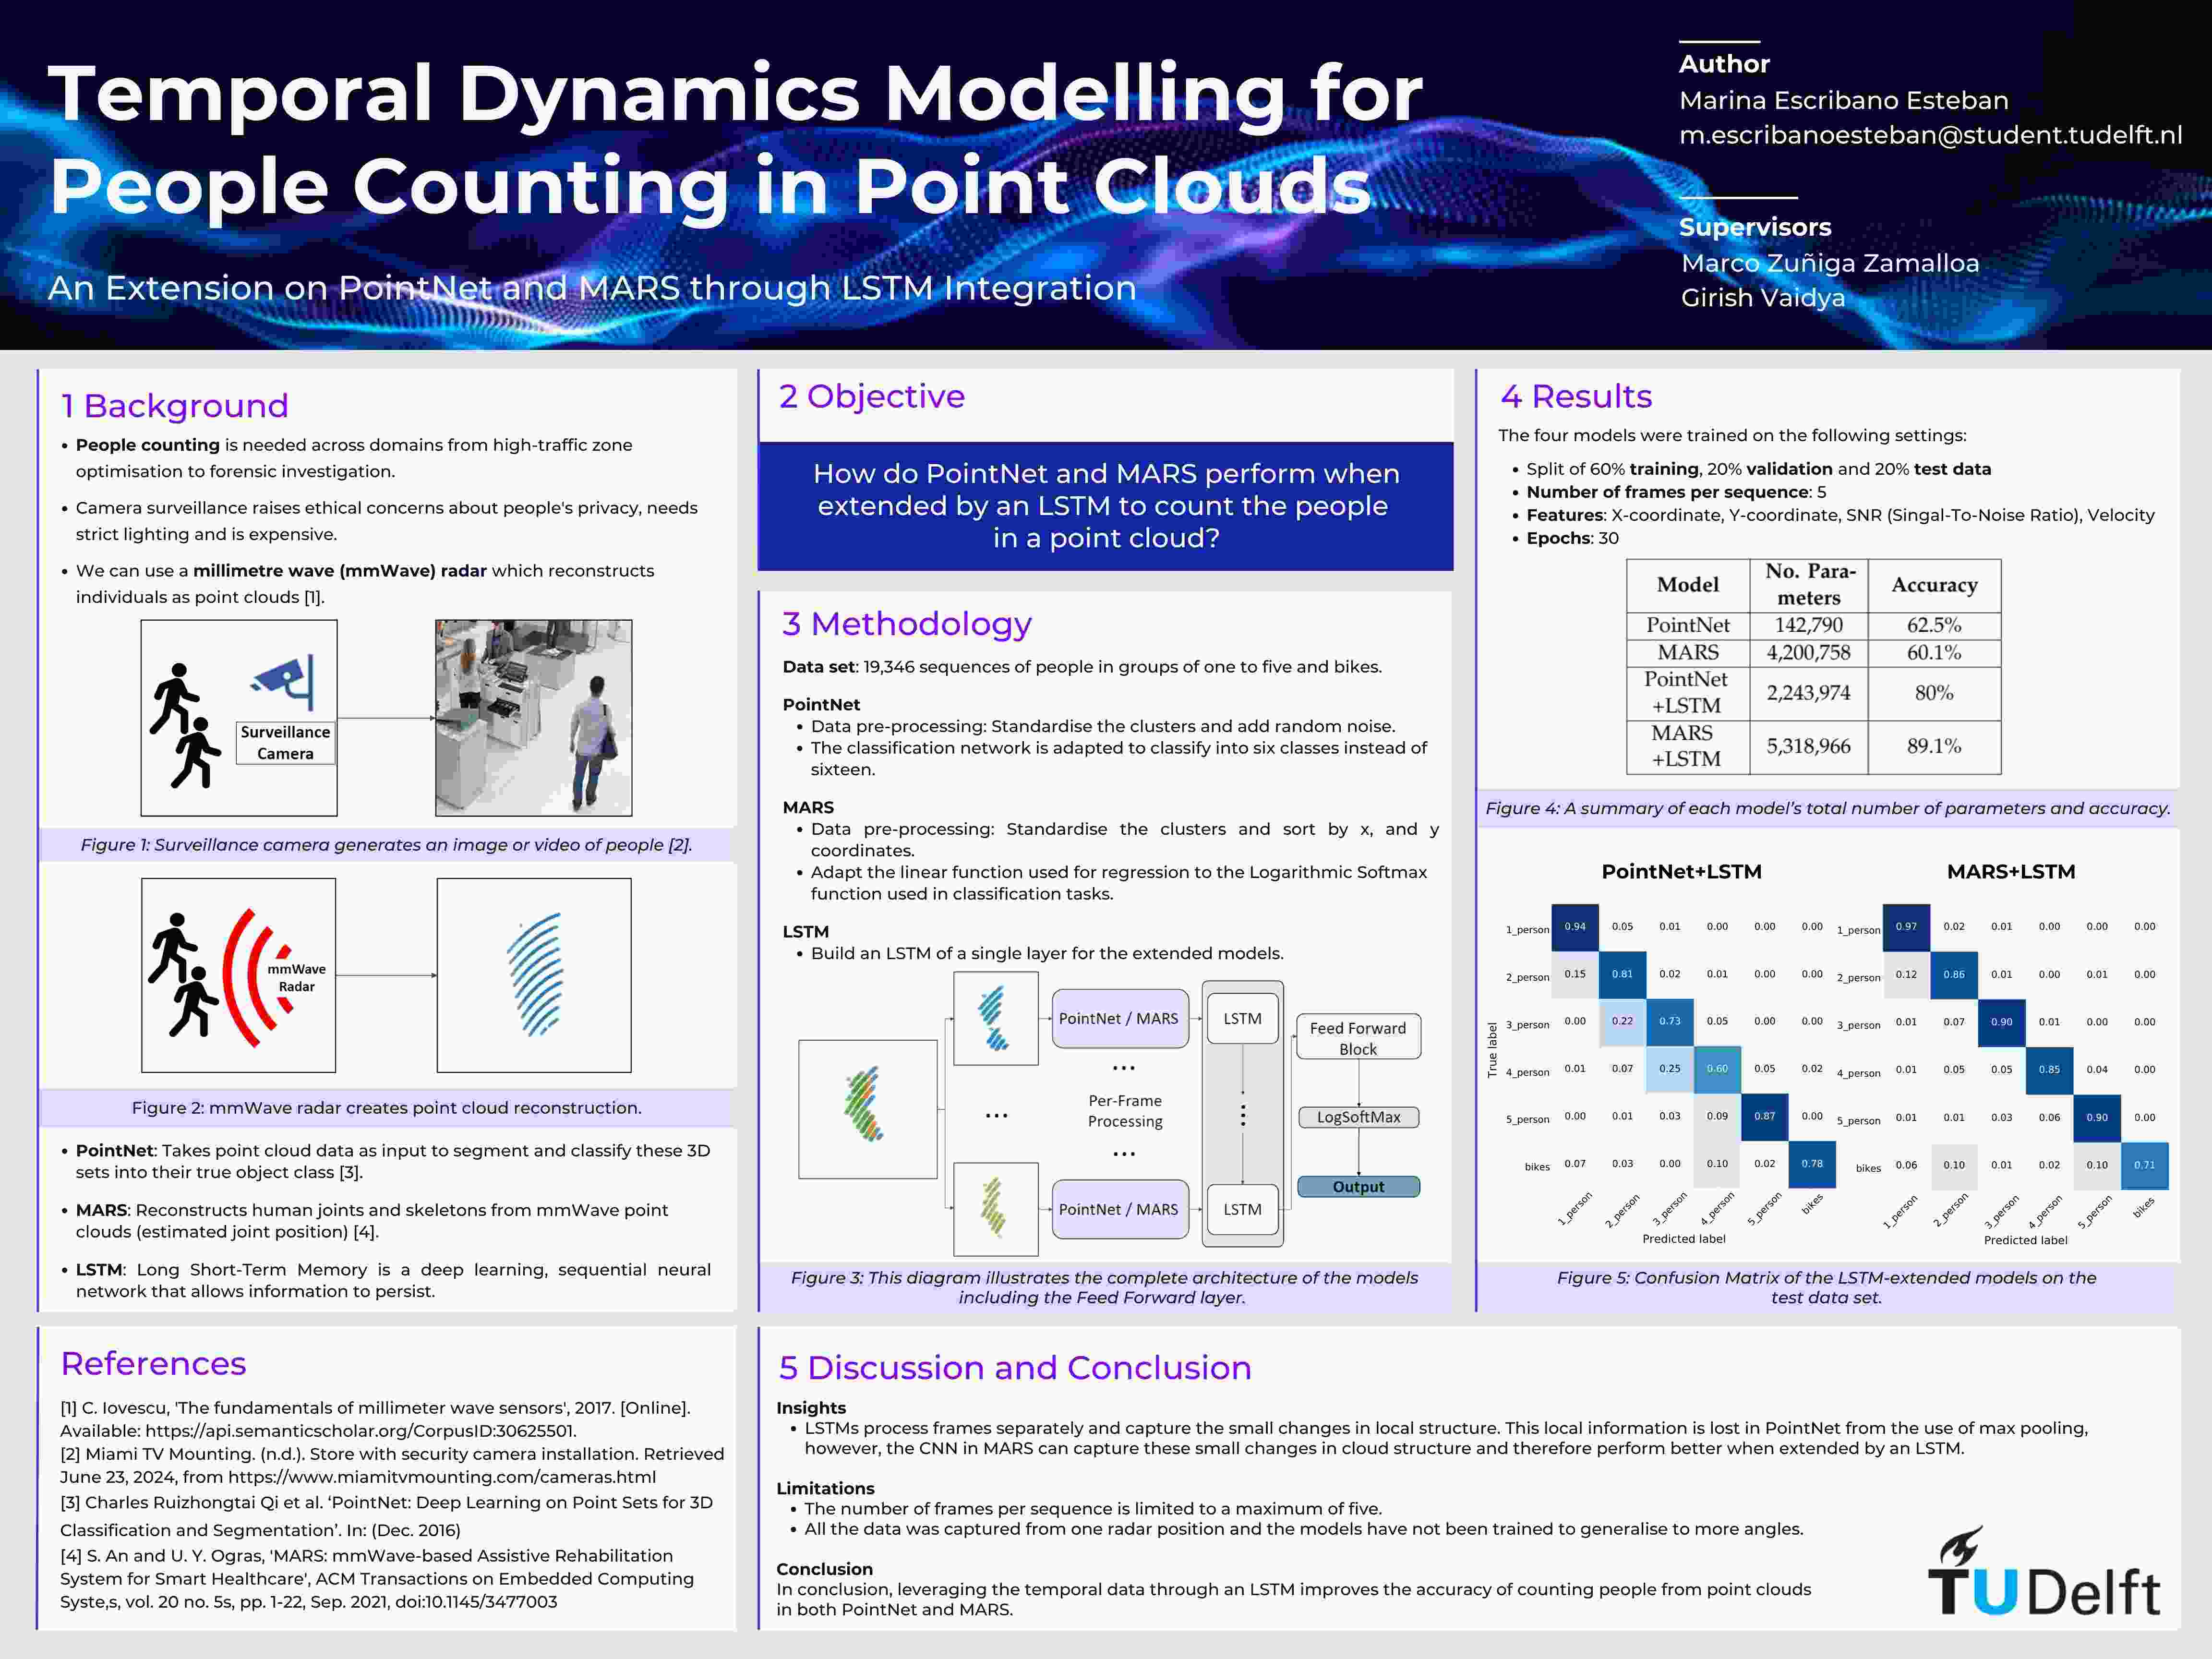 Temporal Dynamics Modelling for
People Counting in Point Clouds
An Extension on PointNet and MARS through LSTM Integration
Author
Marina Escribano Esteban
m.escribanoesteban@student.tudelft.nl
Supervisors
Marco Zuñiga Zamalloa
Girish Vaidya
1 Background
• People counting is needed across domains from high-traffic zone
optimisation to forensic investigation.
• Camera surveillance raises ethical concerns about people's privacy, needs
strict lighting and is expensive.
• We can use a millimetre wave (mmWave) radar which reconstructs
individuals as point clouds [1].
Surveillance
Camera
Figure 1: Surveillance camera generates an image or video of people [2].
mmWave
Radar
Figure 2: mmWave radar creates point cloud reconstruction.
• PointNet: Takes point cloud data as input to segment and classify these 3D
sets into their true object class [3].
• MARS: Reconstructs human joints and skeletons from mmWave point
clouds (estimated joint position) [4].
• LSTM: Long Short-Term Memory is a deep learning, sequential neural
network that allows information to persist.
References
[1] C. Iovescu, 'The fundamentals of millimeter wave sensors', 2017. [Online].
Available: https://api.semanticscholar.org/CorpusID:30625501.
[2] Miami TV Mounting. (n.d.). Store with security camera installation. Retrieved
June 23, 2024, from https://www.miamitvmounting.com/cameras.html
[3] Charles Ruizhongtai Qi et al. ‘PointNet: Deep Learning on Point Sets for 3D
Classification and Segmentation’. In: (Dec. 2016)
[4] S. An and U. Y. Ogras, 'MARS: mmWave-based Assistive Rehabilitation
System for Smart Healthcare', ACM Transactions on Embedded Computing
Syste,s, vol. 20 no. 5s, pp. 1-22, Sep. 2021, doi:10.1145/3477003
2 Objective
How do PointNet and MARS perform when
extended by an LSTM to count the people
in a point cloud?
3 Methodology
Data set: 19,346 sequences of people in groups of one to five and bikes.
PointNet
• Data pre-processing: Standardise the clusters and add random noise.
• The classification network is adapted to classify into six classes instead of
sixteen.
MARS
• Data pre-processing: Standardise the clusters and sort by x, and y
coordinates.
• Adapt the linear function used for regression to the Logarithmic Softmax
function used in classification tasks.
LSTM
• Build an LSTM of a single layer for the extended models.
PointNet / MARS
LSTM
Feed Forward
Block
...
Per-Frame
Processing
...
...
LogSoftMax
Output
PointNet / MARS
LSTM
Figure 3: This diagram illustrates the complete architecture of the models
including the Feed Forward layer.
4 Results
The four models were trained on the following settings:
• Split of 60% training, 20% validation and 20% test data
• Number of frames per sequence: 5
• Features: X-coordinate, Y-coordinate, SNR (Singal-To-Noise Ratio), Velocity
• Epochs: 30
Model No. Para-meters Accuracy
PointNet 142,790 62.5%
MARS 4,200,758 60.1%
PointNet +LSTM 2,243,974 80%
MARS +LSTM 5,318,966 89.1%
Figure 4: A summary of each model’s total number of parameters and accuracy.
PointNet+LSTM MARS+LSTM
1_person 0.94 0.05 0.01 0.00 0.00 0.00 1_person 0.97 0.02 0.01 0.00 0.00 0.00
2_person 0.15 0.81 0.02 0.01 0.00 0.00 2_person 0.12 0.86 0.01 0.00 0.01 0.00
3_person 0.00 0.22 0.73 0.05 0.00 0.00 3_person 0.01 0.07 0.90 0.01 0.00 0.00
4_person 0.01 0.07 0.25 0.60 0.05 0.02 4_person 0.01 0.05 0.05 0.85 0.04 0.00
5_person 0.00 0.01 0.03 0.09 0.87 0.00 5_person 0.01 0.01 0.03 0.06 0.90 0.00
bikes 0.07 0.03 0.00 0.10 0.02 0.78 bikes 0.06 0.10 0.01 0.02 0.10 0.71
True label
1_person 2_person 3_person 4_person 5_person bikes 1_person 2_person 3_person 4_person 5_person bikes
Predicted label Predicted label
Figure 5: Confusion Matrix of the LSTM-extended models on the
test data set.
5 Discussion and Conclusion
Insights
• LSTMs process frames separately and capture the small changes in local structure. This local information is lost in PointNet from the use of max pooling,
however, the CNN in MARS can capture these small changes in cloud structure and therefore perform better when extended by an LSTM.
Limitations
• The number of frames per sequence is limited to a maximum of five.
• All the data was captured from one radar position and the models have not been trained to generalise to more angles.
Conclusion
In conclusion, leveraging the temporal data through an LSTM improves the accuracy of counting people from point clouds
in both PointNet and MARS.
TUDelft